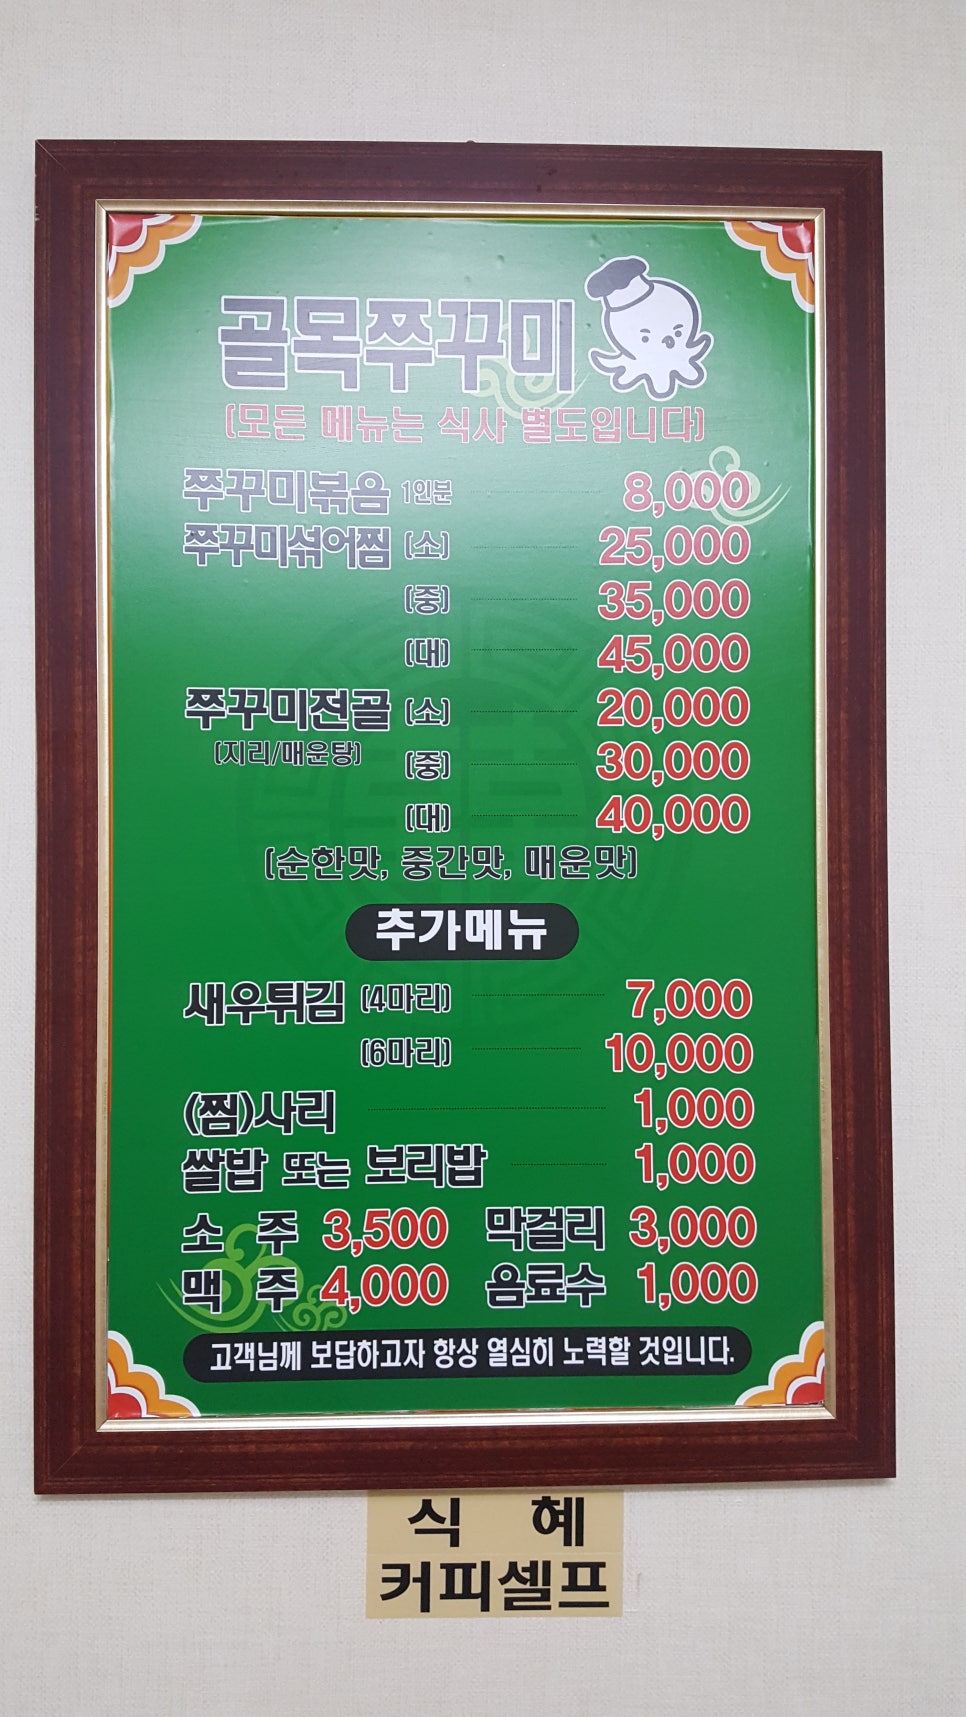 골목쭈꾸미
(모든 메뉴는 식사 별도입니다)
쭈꾸미볶음 1인분 8,000
쭈꾸미섞어찜 (소) 25,000
(중) 35,000
(대) 45,000
쭈꾸미전골 (소) 20,000
(지리/매운탕) (중) 30,000
(대) 40,000
(순한맛, 중간맛, 매운맛)
추가메뉴
새우튀김 (4마리) 7,000
(6마리) 10,000
(찜)사리 1,000
쌀밥 또는 보리밥 1,000
소 주 3,500 막걸리 3,000
맥 주 4,000 음료수 1,000
고객님께 보답하고자 항상 열심히 노력할 것입니다.
식 혜
커피셀프